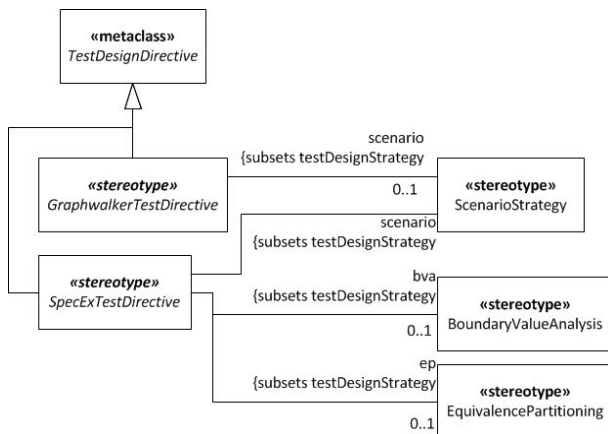 «metaclass»
TestDesignDirective
scenario
{subsets testDesignStrategy
0..1
«stereotype»
GraphwalkerTestDirective
«stereotype»
ScenarioStrategy
scenario
{subsets testDesignStrategy
«stereotype»
SpecExTestDirective
bva
{subsets testDesignStrategy
0..1
«stereotype»
BoundaryValueAnalysis
ep
{subsets testDesignStrategy
0..1
«stereotype»
EquivalencePartitioning